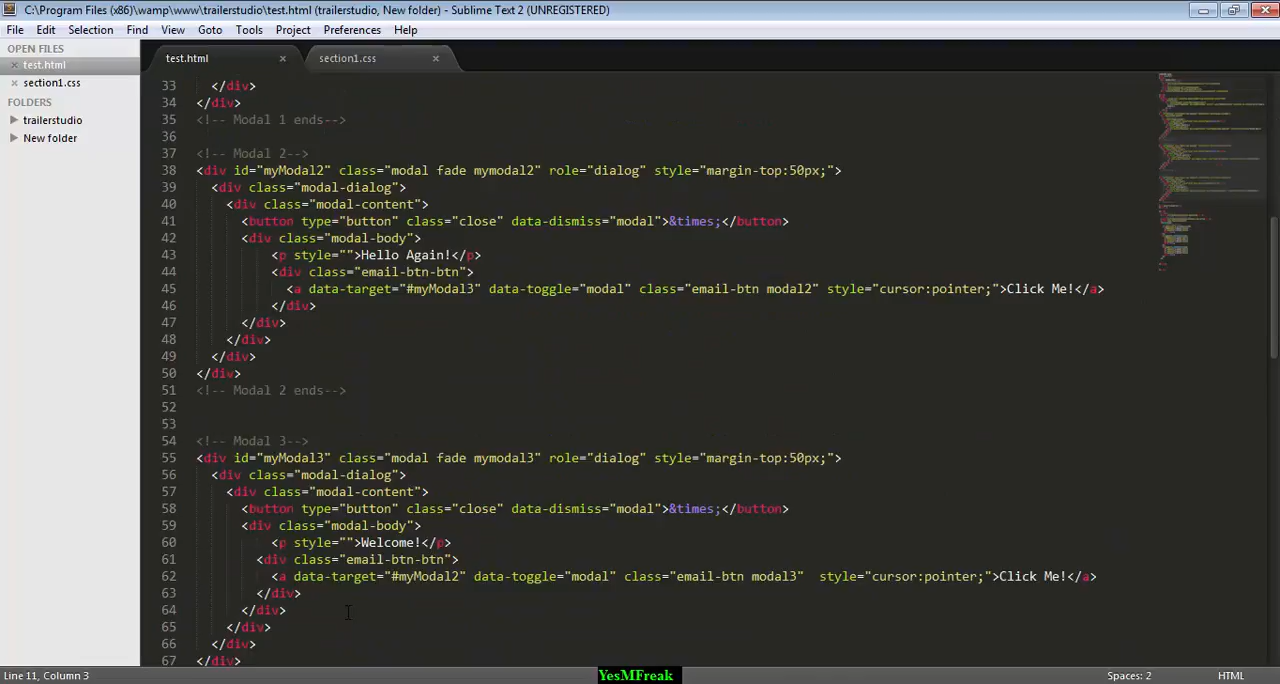 C:\Program Files (x86)\wamp\www\trailerstudio\test.html (trailerstudio, New folder) - Sublime Text 2 (UNREGISTERED)
File Edit Selection Find View Goto Tools Project Preferences Help
OPEN FILES
× test.html
× section1.css
FOLDERS
trailerstudio
New folder
test.html × section1.css ×
33 </div>
34 </div>
35 <!-- Modal 1 ends-->
36
37 <!-- Modal 2-->
38 <div id="myModal2" class="modal fade mymodal2" role="dialog" style="margin-top:50px;">
39 <div class="modal-dialog">
40 <div class="modal-content">
41 <button type="button" class="close" data-dismiss="modal">&times;</button>
42 <div class="modal-body">
43 <p style="">Hello Again!</p>
44 <div class="email-btn-btn">
45 <a data-target="#myModal3" data-toggle="modal" class="email-btn modal2" style="cursor:pointer;">Click Me!</a>
46 </div>
47 </div>
48 </div>
49 </div>
50 </div>
51 <!-- Modal 2 ends-->
52
53
54 <!-- Modal 3-->
55 <div id="myModal3" class="modal fade mymodal3" role="dialog" style="margin-top:50px;">
56 <div class="modal-dialog">
57 <div class="modal-content">
58 <button type="button" class="close" data-dismiss="modal">&times;</button>
59 <div class="modal-body">
60 <p style="">Welcome!</p>
61 <div class="email-btn-btn">
62 <a data-target="#myModal2" data-toggle="modal" class="email-btn modal3"  style="cursor:pointer;">Click Me!</a>
63 </div>
64 </div>
65 </div>
66 </div>
67 </div>
Line 11, Column 3 YesMFreak Spaces: 2 HTML